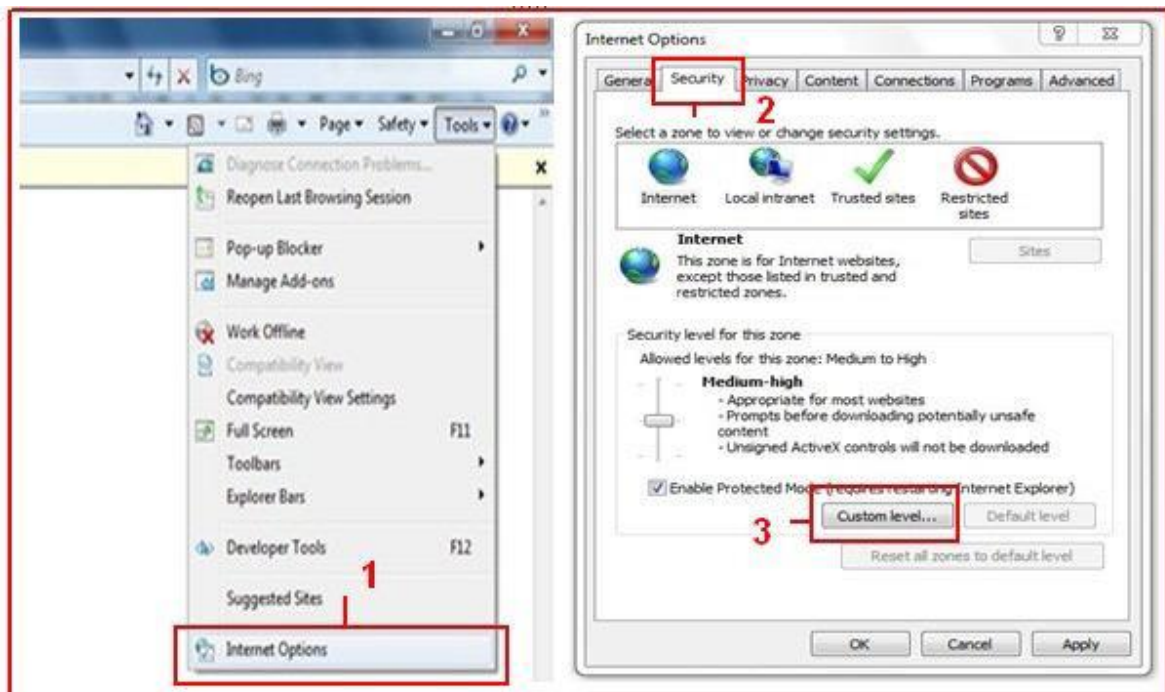 Bing
Page Safety Tools
Diagnose Connection Problems...
Reopen Last Browsing Session
Pop-up Blocker
Manage Add-ons
Work Offline
Compatibility View
Compatibility View Settings
Full Screen F11
Toolbars
Explorer Bars
Developer Tools F12
1
Suggested Sites
Internet Options
Internet Options
General Security Privacy Content Connections Programs Advanced
2
Select a zone to view or change security settings.
Internet Local intranet Trusted sites Restricted
sites
Internet
Sites
This zone is for Internet websites,
except those listed in trusted and
restricted zones.
Security level for this zone
Allowed levels for this zone: Medium to High
Medium-high
- Appropriate for most websites
- Prompts before downloading potentially unsafe
content
- Unsigned ActiveX controls will not be downloaded
Enable Protected Mode (requires restarting Internet Explorer)
3
Custom level... Default level
Reset all zones to default level
OK Cancel Apply